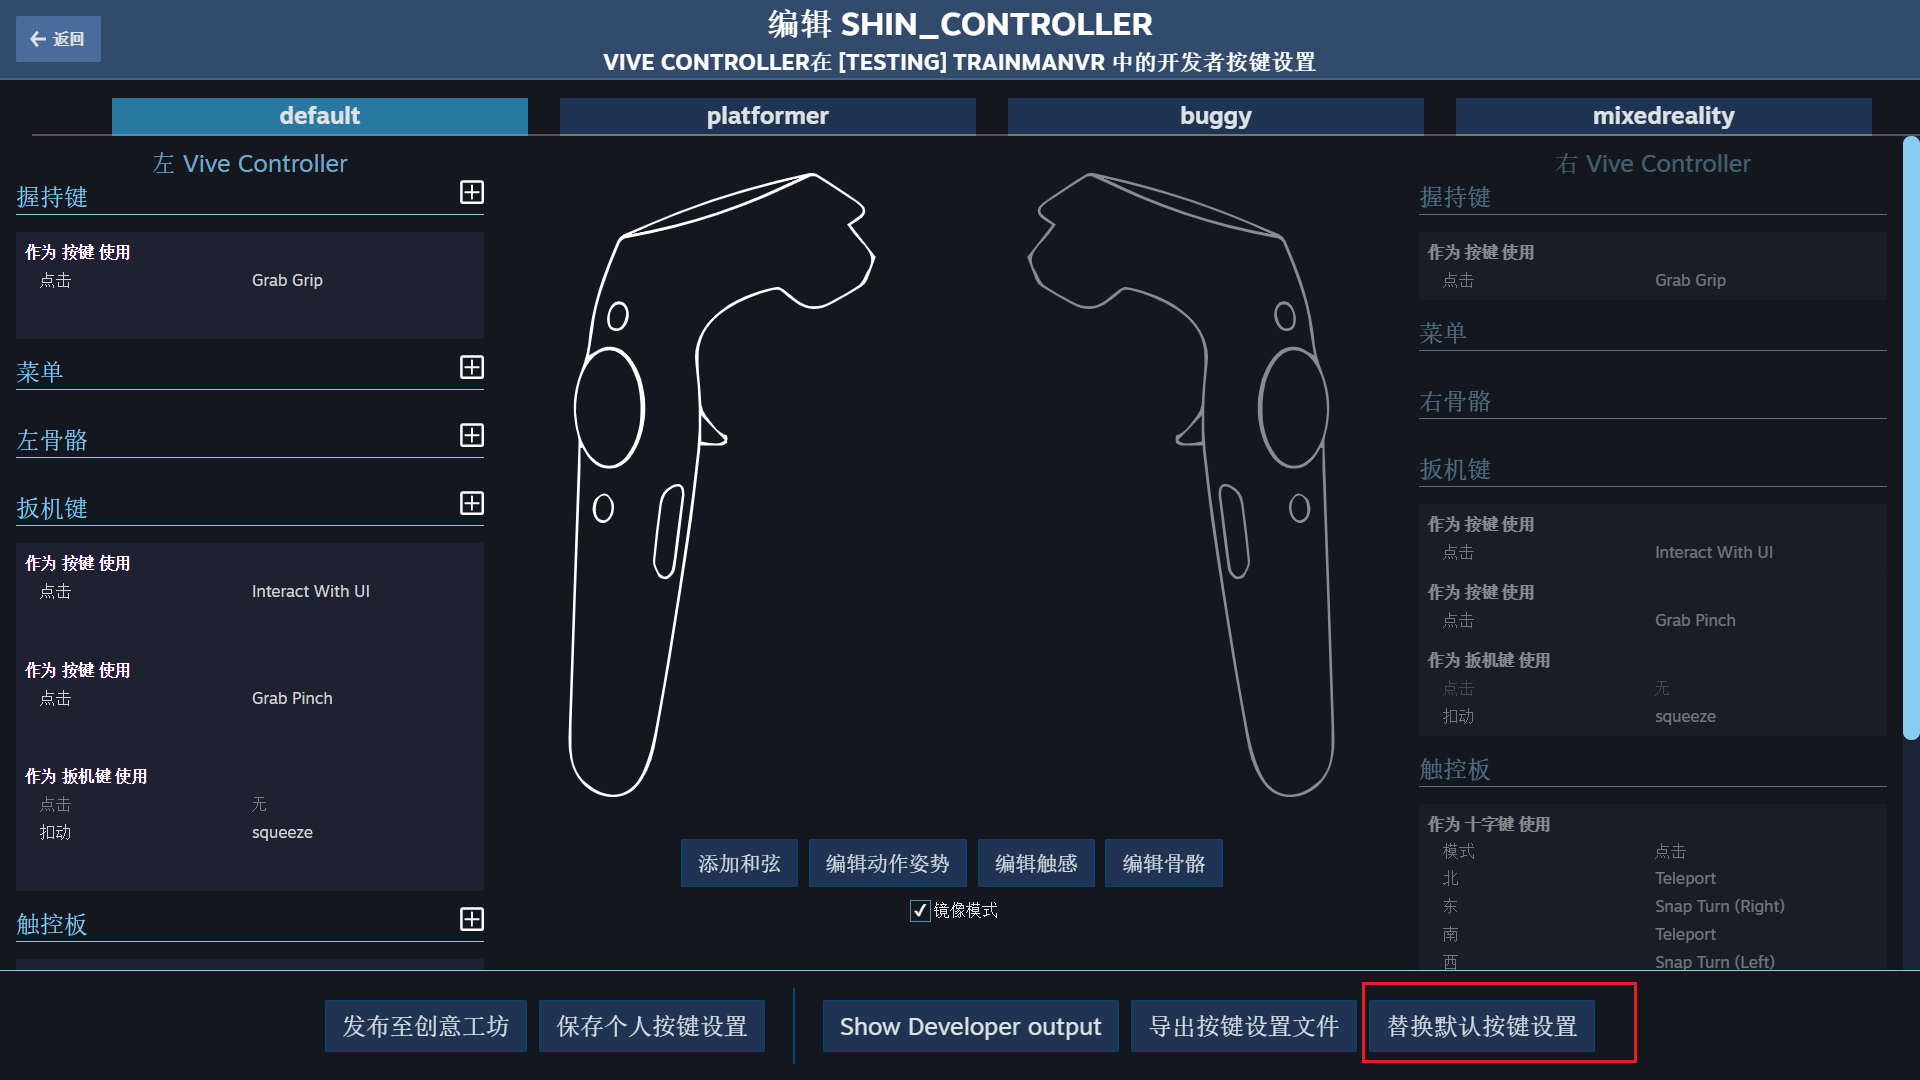 返回
编辑 SHIN_CONTROLLER
VIVE CONTROLLER在 [TESTING] TRAINMANVR 中的开发者按键设置
default
platformer
buggy
mixedreality
左 Vive Controller
握持键
作为 按键 使用
点击 Grab Grip
菜单
左骨骼
扳机键
作为 按键 使用
点击 Interact With UI
作为 按键 使用
点击 Grab Pinch
作为 扳机键 使用
点击 无
扣动 squeeze
触控板
添加和弦
编辑动作姿势
编辑触感
编辑骨骼
镜像模式
右 Vive Controller
握持键
作为 按键 使用
点击 Grab Grip
菜单
右骨骼
扳机键
作为 按键 使用
点击 Interact With UI
作为 按键 使用
点击 Grab Pinch
作为 扳机键 使用
点击 无
扣动 squeeze
触控板
作为 十字键 使用
模式 点击
北 Teleport
东 Snap Turn (Right)
南 Teleport
西 Snap Turn (Left)
发布至创意工坊
保存个人按键设置
Show Developer output
导出按键设置文件
替换默认按键设置